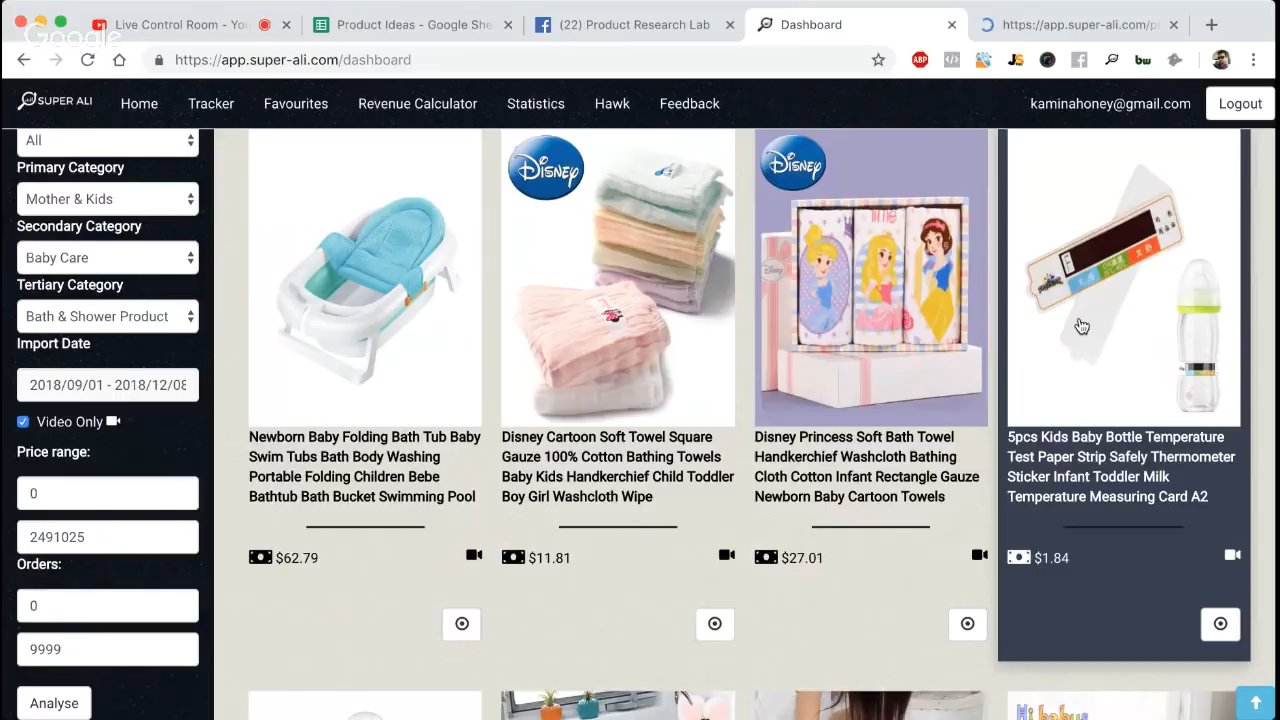 Live Control Room - You
Product Ideas - Google She
(22) Product Research Lab
Dashboard
https://app.super-ali.com/p
Google
https://app.super-ali.com/dashboard
ABP
JS
bw
SUPER ALI
Home
Tracker
Favourites
Revenue Calculator
Statistics
Hawk
Feedback
kaminahoney@gmail.com
Logout
All
Primary Category
Mother & Kids
Secondary Category
Baby Care
Tertiary Category
Bath & Shower Product
Import Date
2018/09/01 - 2018/12/08
Video Only
Price range:
0
2491025
Orders:
0
9999
Analyse
Newborn Baby Folding Bath Tub Baby
Swim Tubs Bath Body Washing
Portable Folding Children Bebe
Bathtub Bath Bucket Swimming Pool
$62.79
Disney
Disney Cartoon Soft Towel Square
Gauze 100% Cotton Bathing Towels
Baby Kids Handkerchief Child Toddler
Boy Girl Washcloth Wipe
$11.81
Disney
Disney Princess Soft Bath Towel
Handkerchief Washcloth Bathing
Cloth Cotton Infant Rectangle Gauze
Newborn Baby Cartoon Towels
$27.01
5pcs Kids Baby Bottle Temperature
Test Paper Strip Safely Thermometer
Sticker Infant Toddler Milk
Temperature Measuring Card A2
$1.84
Hi babys